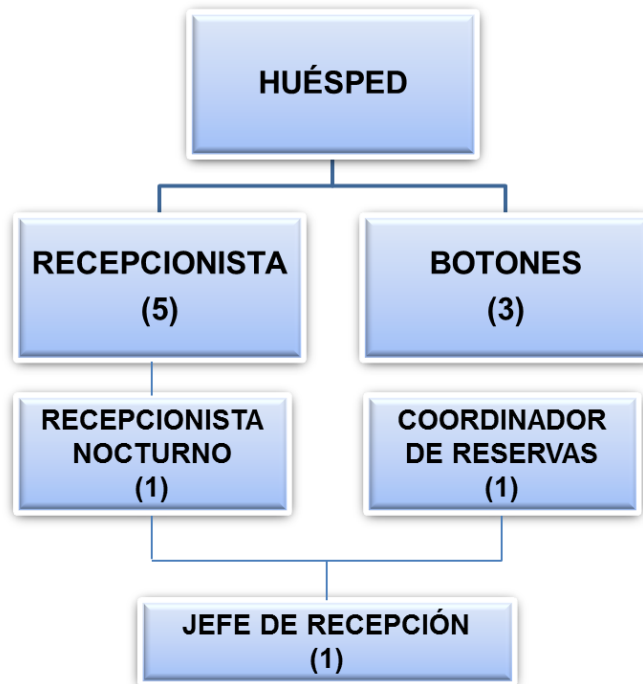 HUÉSPED
RECEPCIONISTA
(5)
BOTONES
(3)
RECEPCIONISTA
NOCTURNO
(1)
COORDINADOR
DE RESERVAS
(1)
JEFE DE RECEPCIÓN
(1)